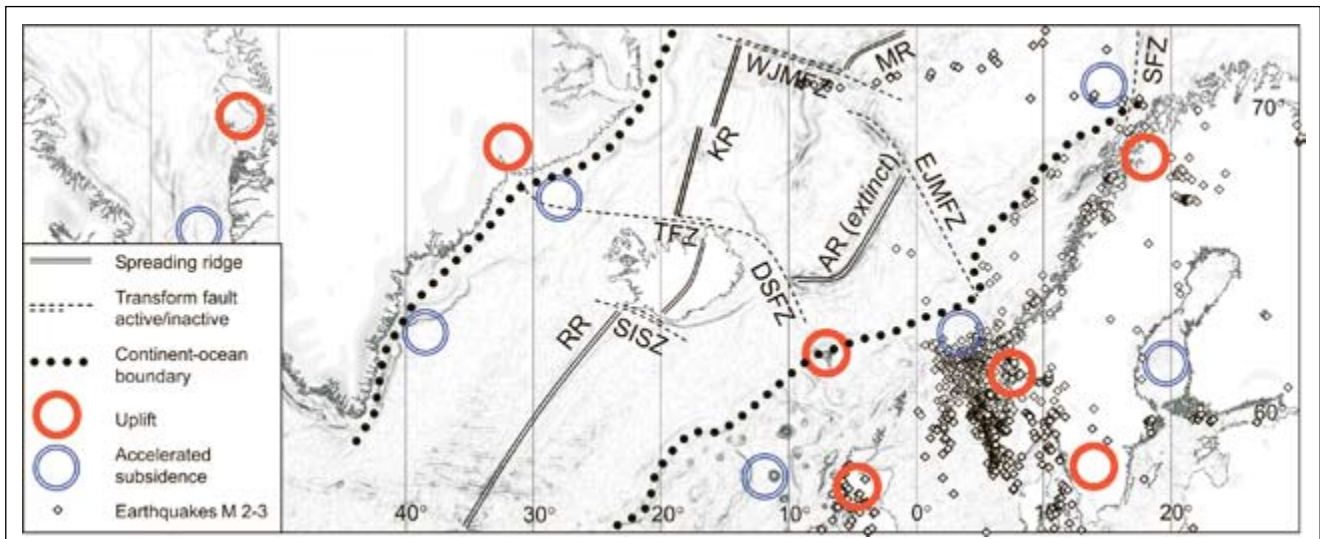 WJMFZ
MR
SFZ
70°
KR
EJMFZ
AR (extinct)
TFZ
DSFZ
RR
SISZ
60°
Spreading ridge
Transform fault
active/inactive
Continent-ocean
boundary
Uplift
Accelerated
subsidence
Earthquakes M 2-3
40°
30°
20°
10°
0°
10°
20°